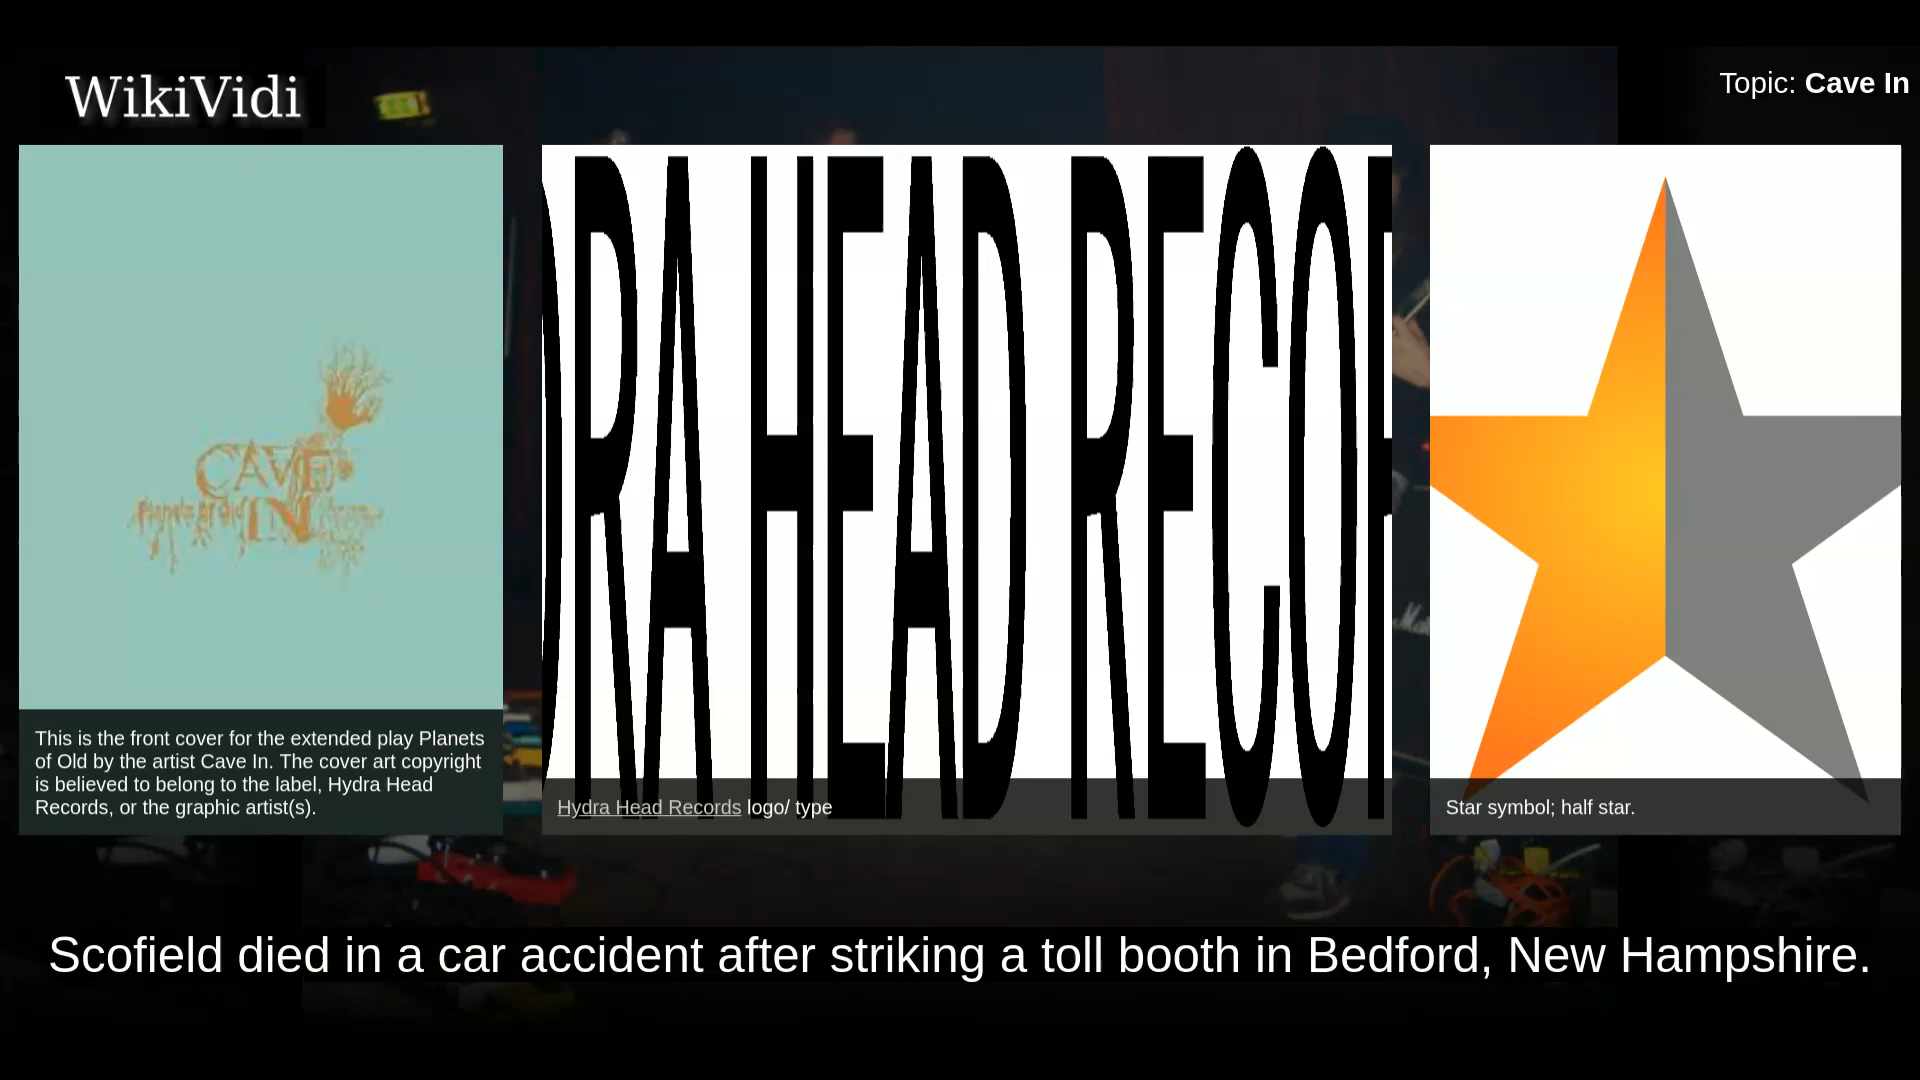 WikiVidi
Topic: Cave In
CAVE
IN
Planets of Old
DRA HEAD RECOR
This is the front cover for the extended play Planets
of Old by the artist Cave In. The cover art copyright
is believed to belong to the label, Hydra Head
Records, or the graphic artist(s).
Hydra Head Records logo/ type
Star symbol; half star.
Scofield died in a car accident after striking a toll booth in Bedford, New Hampshire.